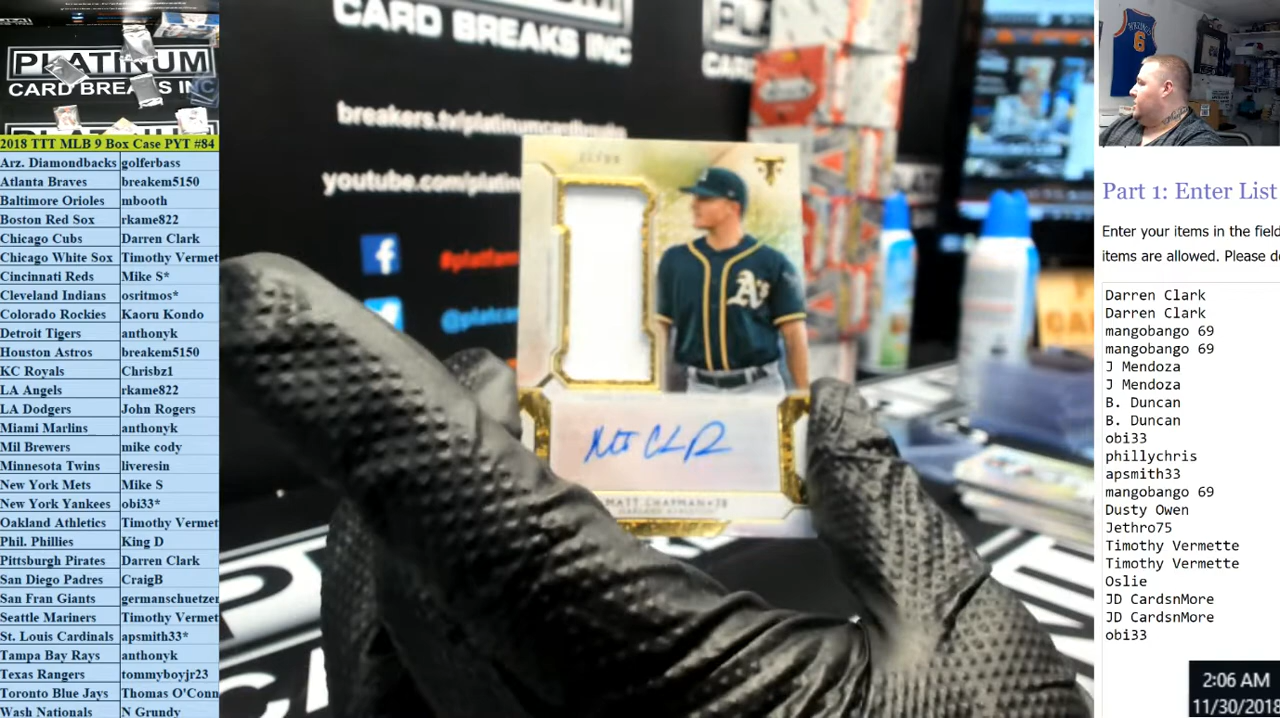 PLATINUM
CARD BREAKS INC
2018 TIT MLB 9 Box Case PYT #84
Arz. Diamondbacks golferbass
Atlanta Braves breakem5150
Baltimore Orioles mbooth
Boston Red Sox rkame822
Chicago Cubs Darren Clark
Chicago White Sox Timothy Vermet
Cincinnati Reds Mike S*
Cleveland Indians osritmos*
Colorado Rockies Kaoru Kondo
Detroit Tigers anthonyk
Houston Astros breakem5150
KC Royals Chrisbz1
LA Angels rkame822
LA Dodgers John Rogers
Miami Marlins anthonyk
Mil Brewers mike cody
Minnesota Twins liveresin
New York Mets Mike S
New York Yankees obi33*
Oakland Athletics Timothy Vermet
Phil. Phillies King D
Pittsburgh Pirates Darren Clark
San Diego Padres CraigB
San Fran Giants germanschuetzer
Seattle Mariners Timothy Vermet
St. Louis Cardinals apsmith33*
Tampa Bay Rays anthonyk
Texas Rangers tommyboyjr23
Toronto Blue Jays Thomas O'Conn
Wash Nationals N Grundy
CARD BREAKS INC
CARD
breakers.tv/platinumcardbreaks
youtube.com/platin
f
A's
MATT CHAPMAN
6
Part 1: Enter List
Enter your items in the field
items are allowed. Please do
Darren Clark
Darren Clark
mangobango 69
mangobango 69
J Mendoza
J Mendoza
B. Duncan
B. Duncan
obi33
phillychris
apsmith33
mangobango 69
Dusty Owen
Jethro75
Timothy Vermette
Timothy Vermette
Oslie
JD CardsnMore
JD CardsnMore
obi33
2:06 AM
11/30/2018